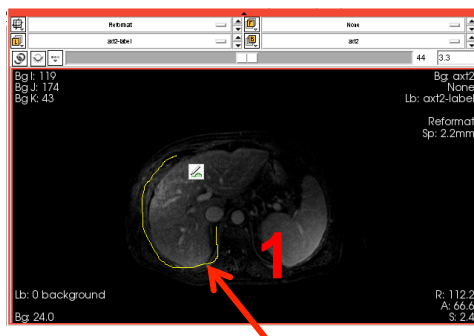 Reformat None
L axt2-label B axt2
44 3.3
Bg I: 119
Bg J: 174
Bg K: 43
Bg: axt2
None
Lb: axt2-label
Reformat
Sp: 2.2mm
1
Lb: 0 background
Bg: 24.0
R: 112.2
A: 66.6
S: 2.4